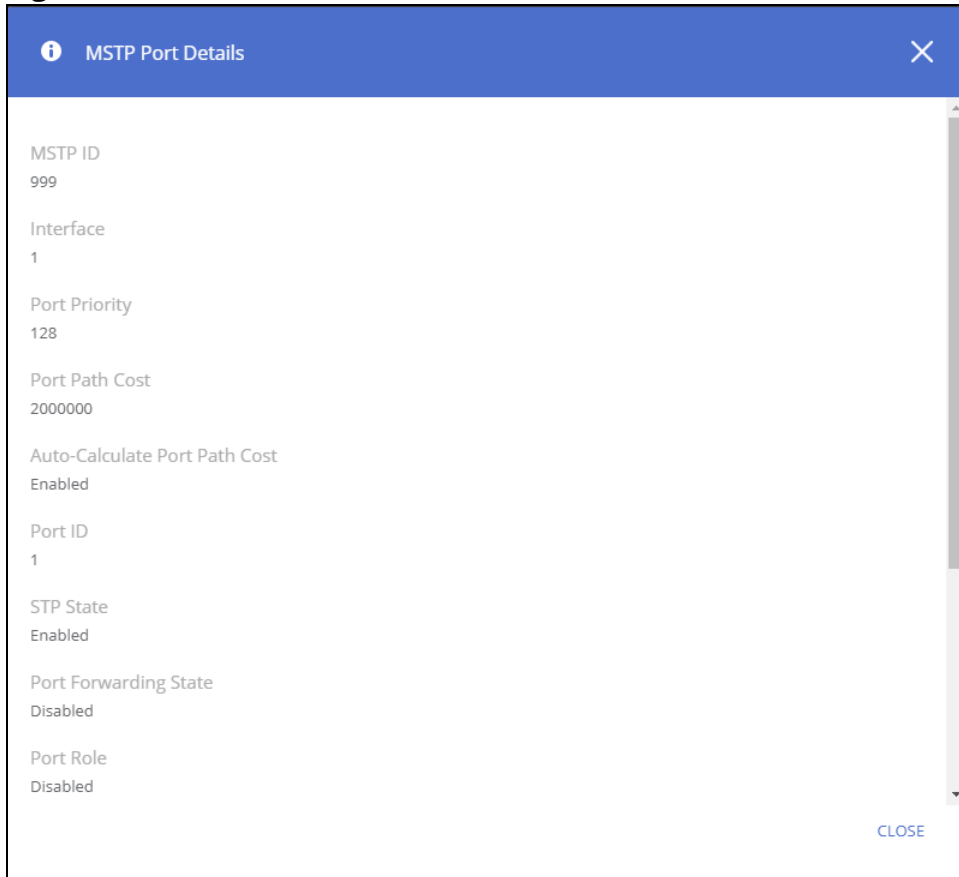 MSTP Port Details
MSTP ID
999
Interface
1
Port Priority
128
Port Path Cost
2000000
Auto-Calculate Port Path Cost
Enabled
Port ID
1
STP State
Enabled
Port Forwarding State
Disabled
Port Role
Disabled
CLOSE